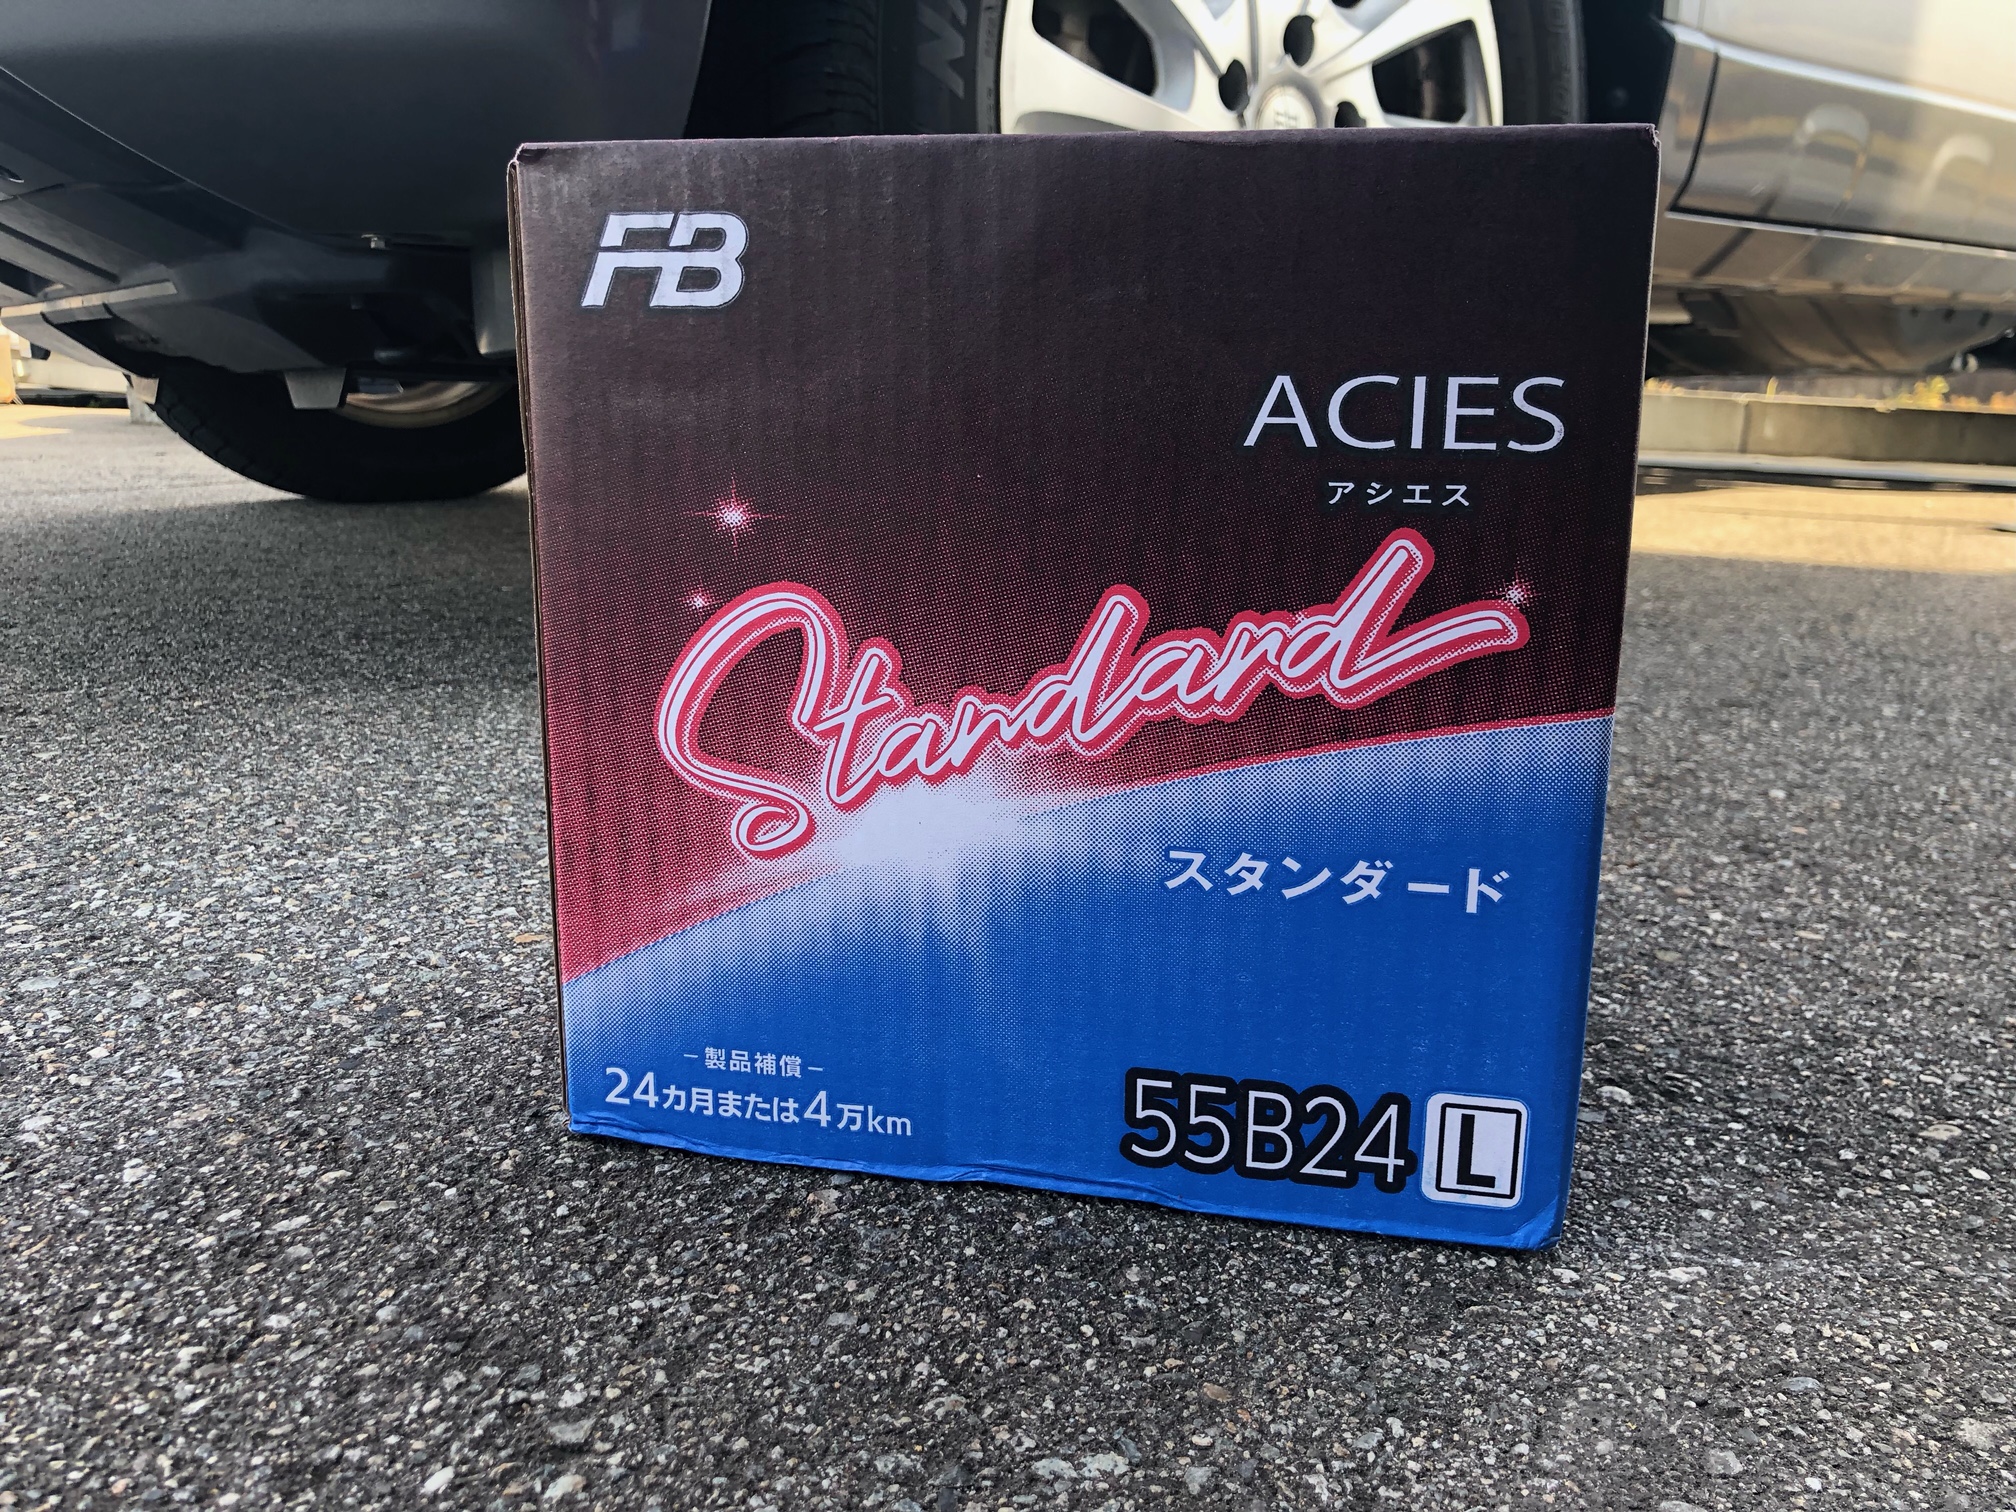 FB
ACIES
アシエス
Standard
スタンダード
－製品補償－
24カ月または4万km
55B24 L